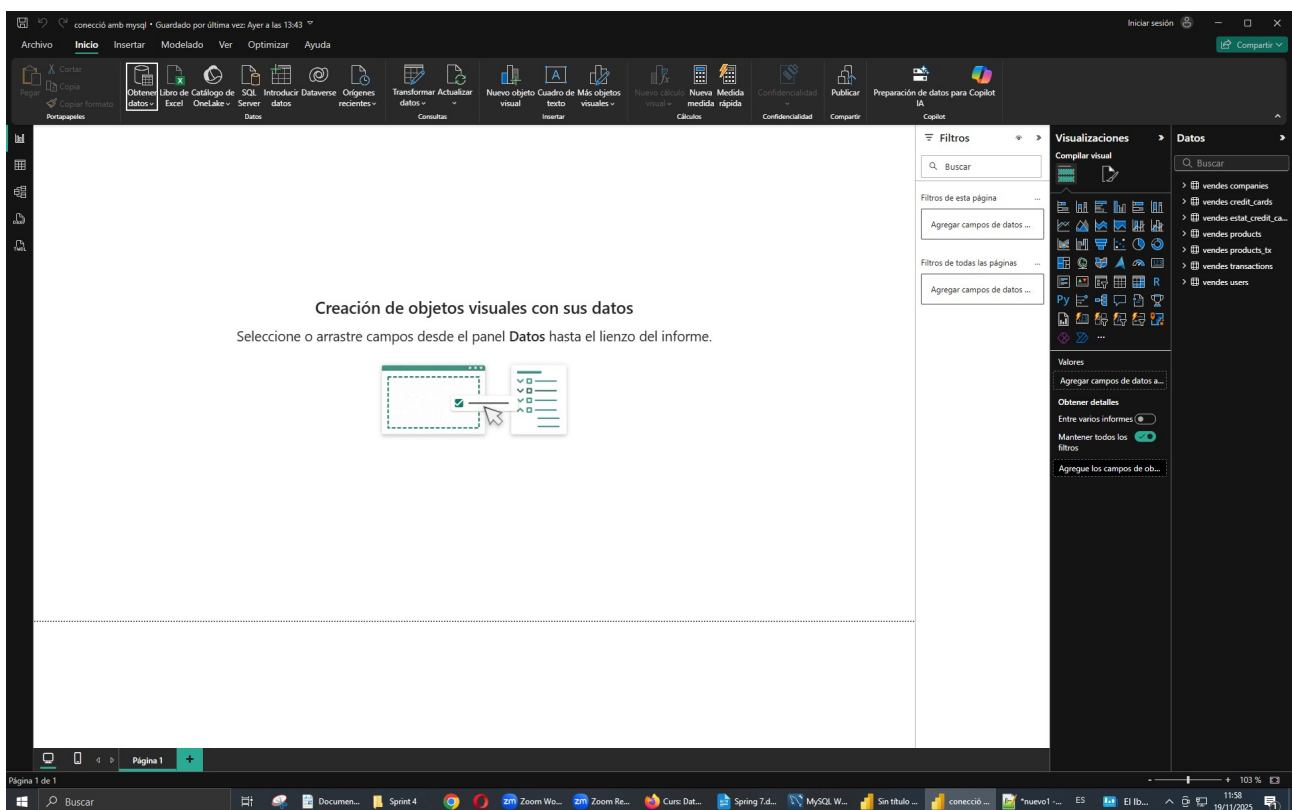 conecció amb mysql • Guardado por última vez: Ayer a las 13:43
Iniciar sesión
Archivo Inicio Insertar Modelado Ver Optimizar Ayuda
Compartir
Pegar
Cortar
Copia
Copiar formato
Portapapeles
Obtener datos
Libro de Excel
Catálogo de OneLake
SQL Server
Introducir datos
Dataverse
Orígenes recientes
Datos
Transformar datos
Actualizar
Consultas
Nuevo objeto visual
Cuadro de texto
Más objetos visuales
Insertar
Nuevo cálculo visual
Nueva medida
Medida rápida
Cálculos
Confidencialidad
Confidencialidad
Publicar
Compartir
Preparación de datos para IA
Copilot
Copilot
Creación de objetos visuales con sus datos
Seleccione o arrastre campos desde el panel Datos hasta el lienzo del informe.
Filtros
Buscar
Filtros de esta página ...
Agregar campos de datos ...
Filtros de todas las páginas ...
Agregar campos de datos ...
Visualizaciones
Compilar visual
R
Py
...
Valores
Agregar campos de datos a...
Obtener detalles
Entre varios informes
Mantener todos los
filtros
Agregue los campos de ob...
Datos
Buscar
vendes companies
vendes credit_cards
vendes estat_credit_ca...
vendes products
vendes products_tx
vendes transactions
vendes users
Página 1
+
Página 1 de 1
- + 103 %
Buscar
Documen...
Sprint 4
zm Zoom Wo...
zm Zoom Re...
Curs: Dat...
Spring 7.d...
MySQL W...
Sin título ...
conecció ...
*nuevo1 -...
ES
El Ib...
11:58
19/11/2025